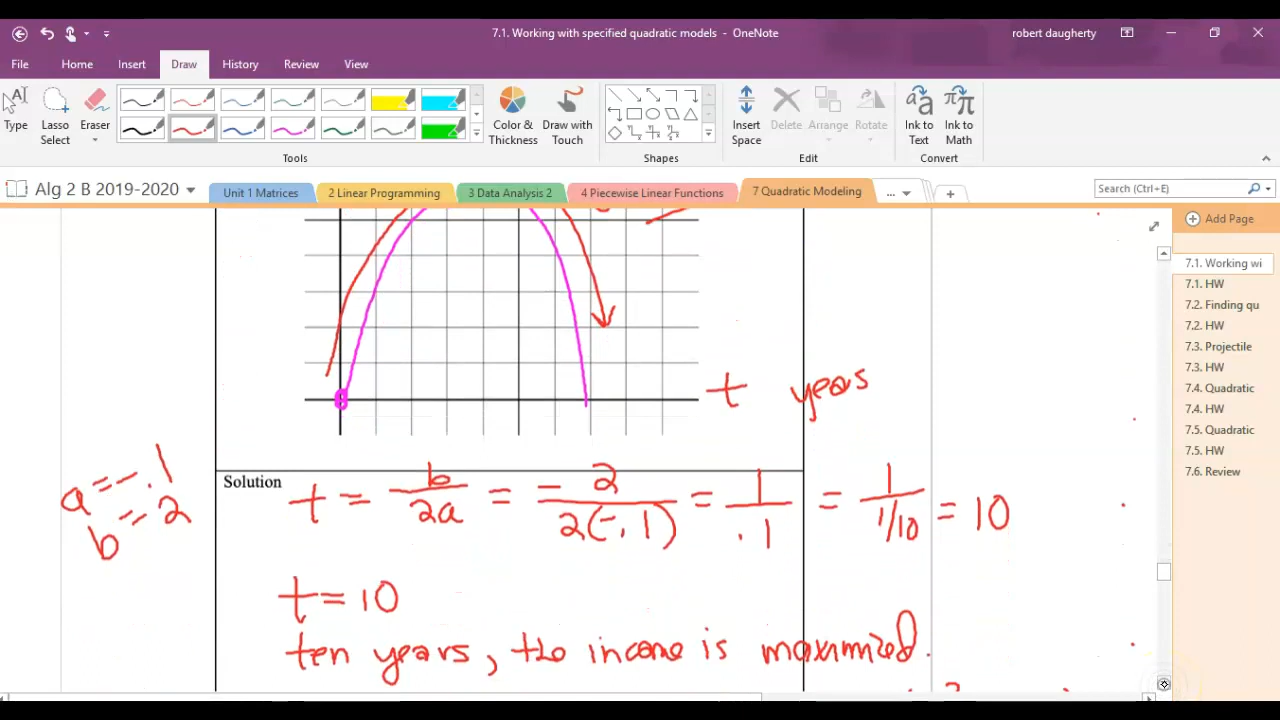 7.1. Working with specified quadratic models - OneNote
robert daugherty
File Home Insert Draw History Review View
Type
Lasso Select
Eraser
Color & Thickness
Draw with Touch
Insert Space
Delete
Arrange
Rotate
Ink to Text
Ink to Math
Tools
Shapes
Edit
Convert
Alg 2 B 2019-2020
Unit 1 Matrices
2 Linear Programming
3 Data Analysis 2
4 Piecewise Linear Functions
7 Quadratic Modeling
...
Search (Ctrl+E)
Add Page
7.1. Working wi
7.1. HW
7.2. Finding qu
7.2. HW
7.3. Projectile
7.3. HW
7.4. Quadratic
7.4. HW
7.5. Quadratic
7.5. HW
7.6. Review
t years
a = -.1
b = 2
Solution
t = b/2a = - 2/2(-.1) = 1/.1 = 1/1/10 = 10
t = 10
ten years, the income is maximized.